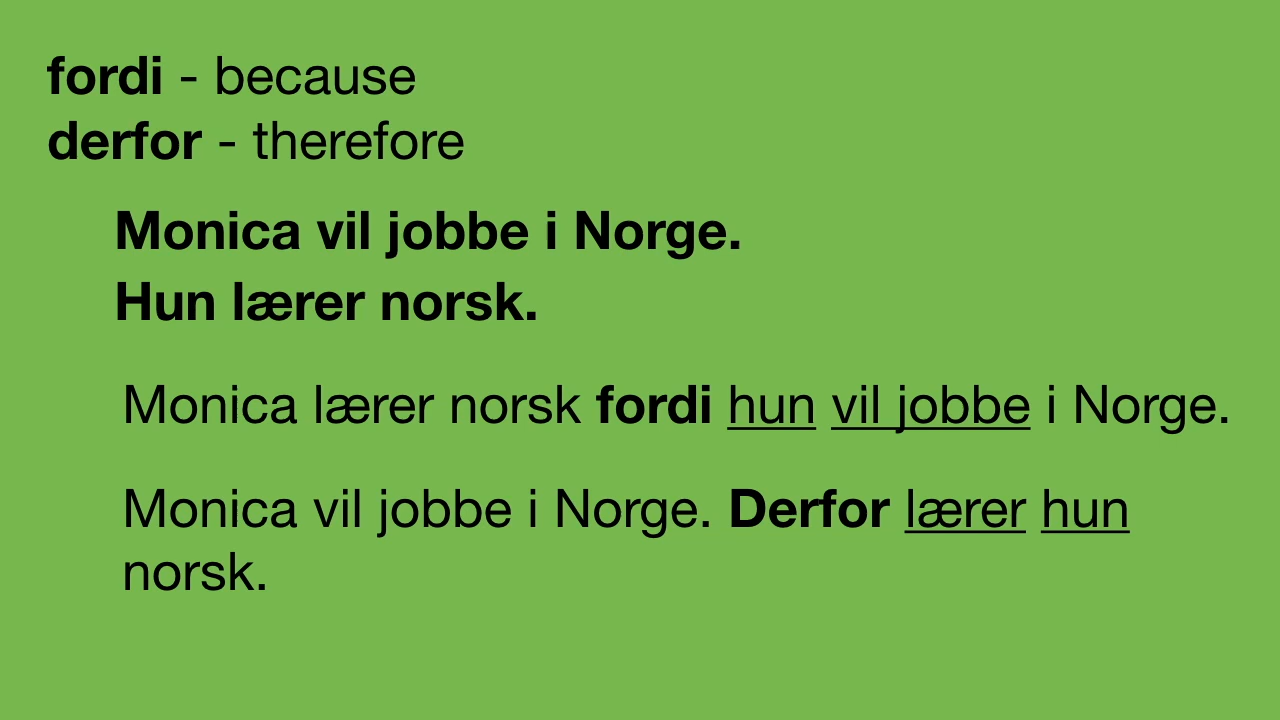 fordi - because
derfor - therefore
Monica vil jobbe i Norge.
Hun lærer norsk.
Monica lærer norsk fordi hun vil jobbe i Norge.
Monica vil jobbe i Norge. Derfor lærer hun
norsk.